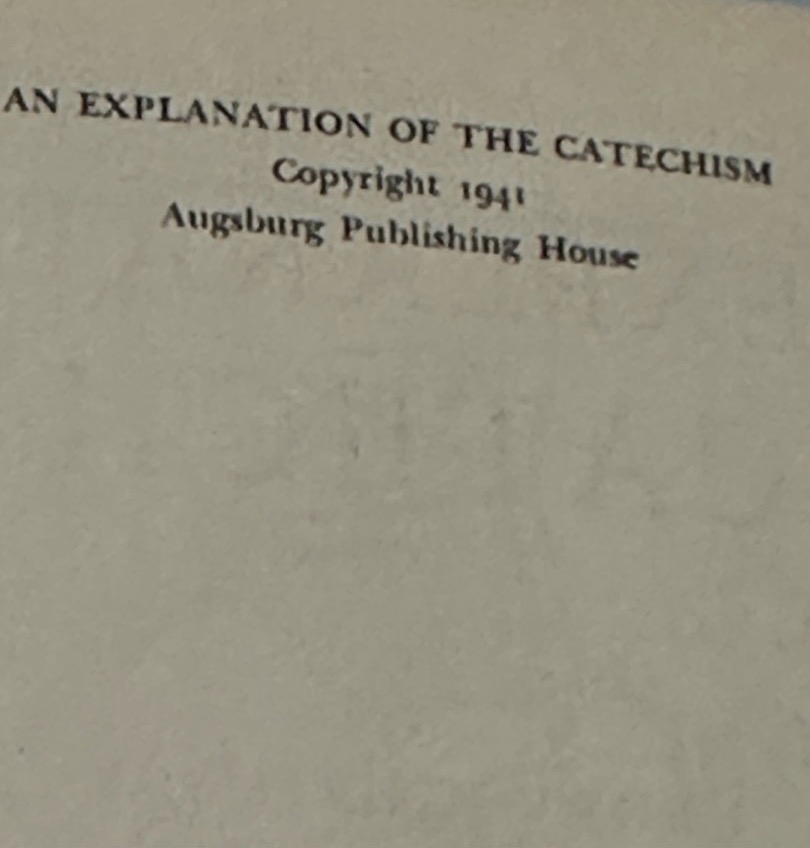 AN EXPLANATION OF THE CATECHISM
Copyright 1941
Augsburg Publishing House